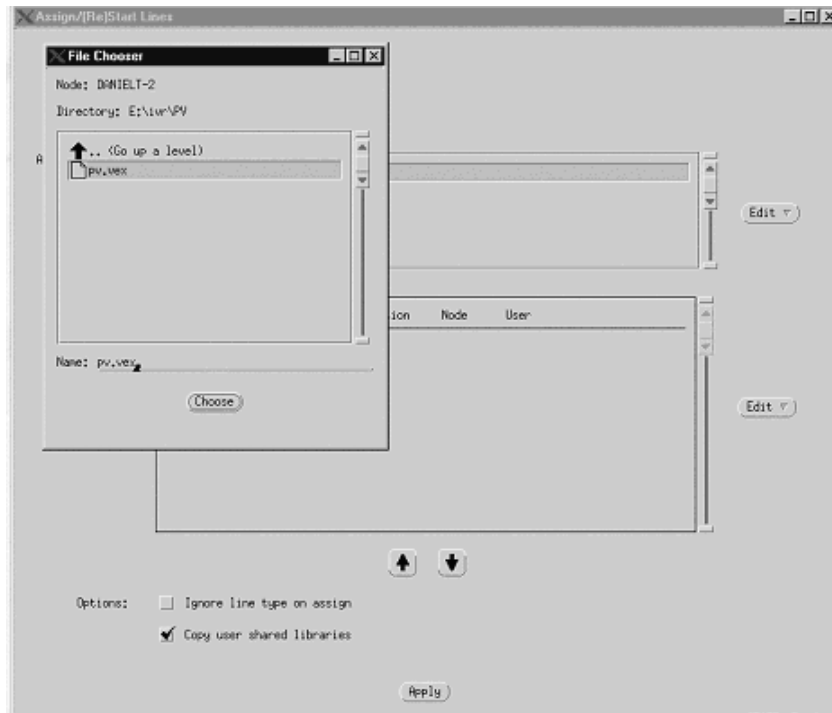 Assign/[Re]Start Lines
File Chooser
Node: DANIELT-2
Directory: E:\ivr\PV
.. (Go up a level)
pv.vex
Name: pv.vex
Choose
A
Edit
ion Node User
Edit
Options: Ignore line type on assign
Copy user shared libraries
Apply